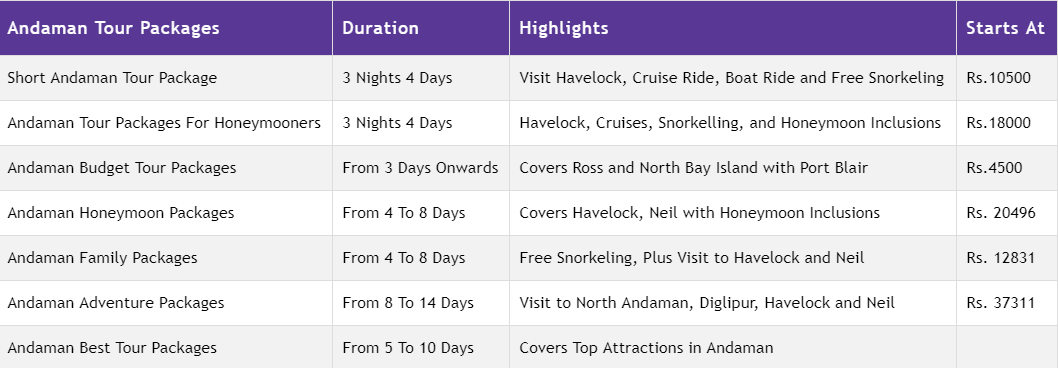 Andaman Tour Packages Duration Highlights Starts At
Short Andaman Tour Package 3 Nights 4 Days Visit Havelock, Cruise Ride, Boat Ride and Free Snorkeling Rs.10500
Andaman Tour Packages For Honeymooners 3 Nights 4 Days Havelock, Cruises, Snorkelling, and Honeymoon Inclusions Rs.18000
Andaman Budget Tour Packages From 3 Days Onwards Covers Ross and North Bay Island with Port Blair Rs.4500
Andaman Honeymoon Packages From 4 To 8 Days Covers Havelock, Neil with Honeymoon Inclusions Rs. 20496
Andaman Family Packages From 4 To 8 Days Free Snorkeling, Plus Visit to Havelock and Neil Rs. 12831
Andaman Adventure Packages From 8 To 14 Days Visit to North Andaman, Diglipur, Havelock and Neil Rs. 37311
Andaman Best Tour Packages From 5 To 10 Days Covers Top Attractions in Andaman